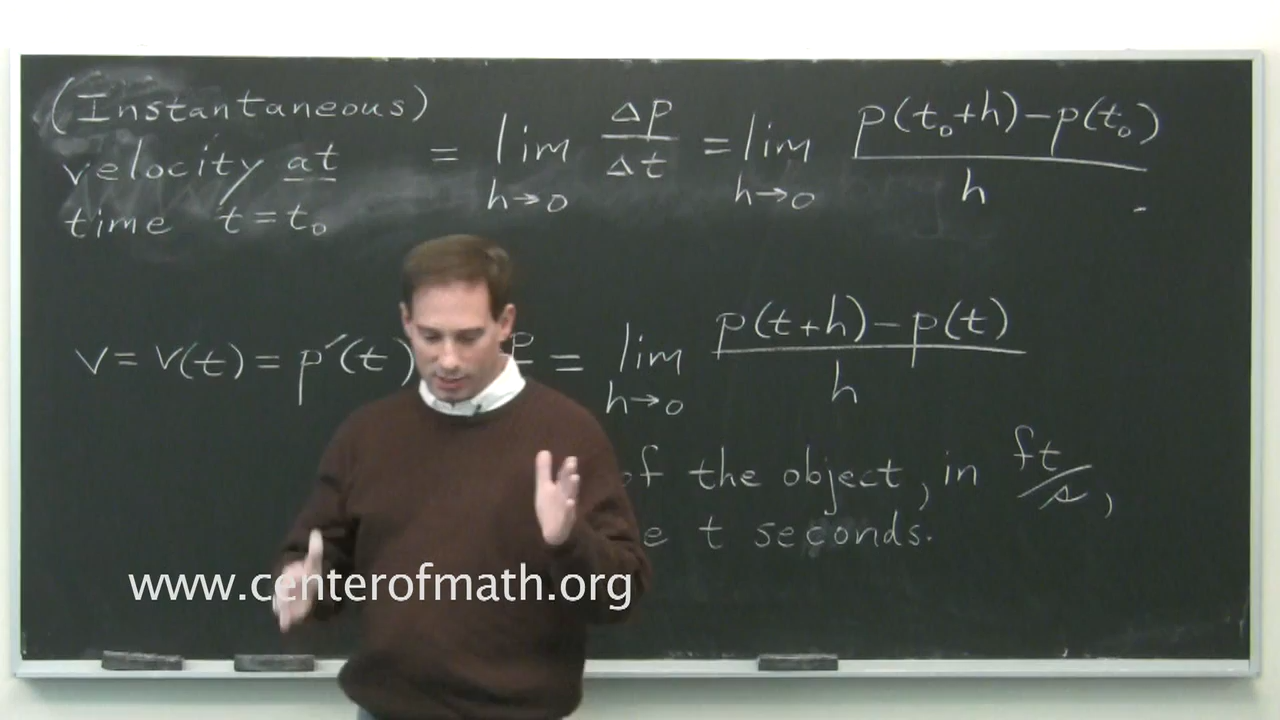 (Instantaneous) velocity at time t = t₀ = lim h→0 Δp/Δt = lim h→0 (p(t₀+h) − p(t₀))/h
v = v(t) = p′(t) = lim h→0 (p(t+h) − p(t))/h
of the object, in ft/s,
t seconds.
www.centerofmath.org